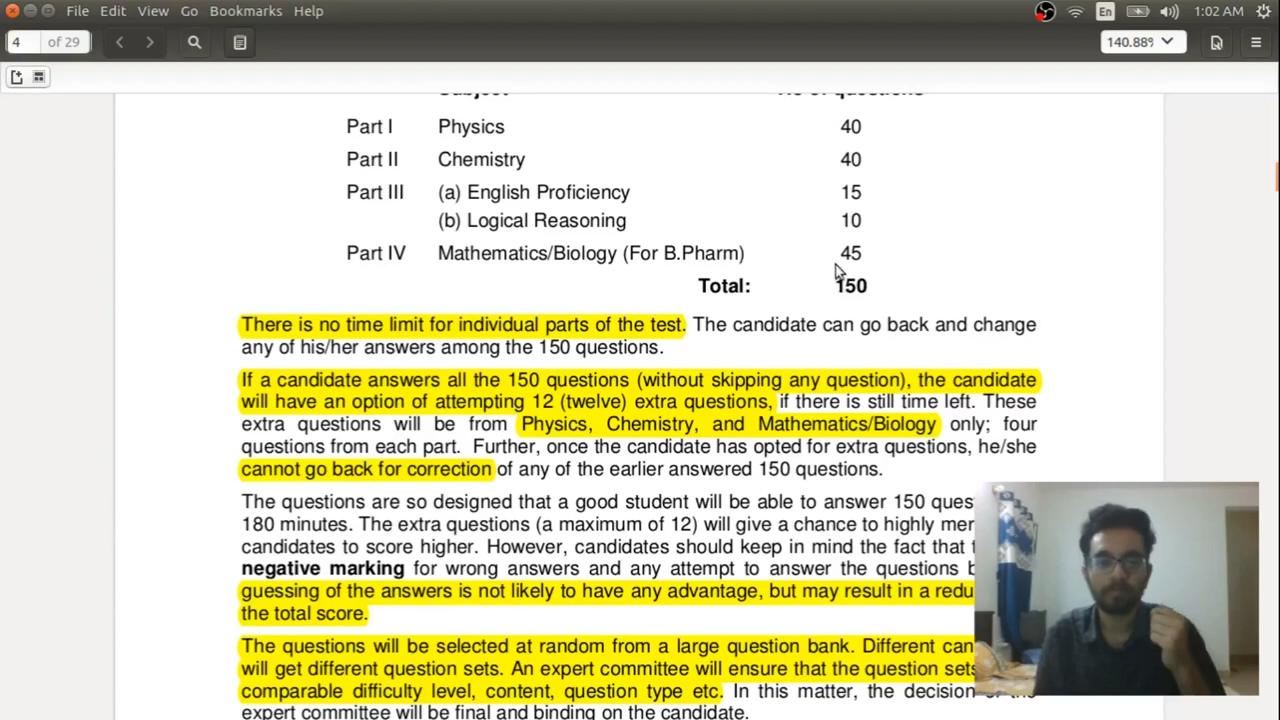 File Edit View Go Bookmarks Help En 1:02 AM
4 of 29 140.88%
Subject No of questions
Part I Physics 40
Part II Chemistry 40
Part III (a) English Proficiency 15
(b) Logical Reasoning 10
Part IV Mathematics/Biology (For B.Pharm) 45
Total: 150
There is no time limit for individual parts of the test. The candidate can go back and change
any of his/her answers among the 150 questions.
If a candidate answers all the 150 questions (without skipping any question), the candidate
will have an option of attempting 12 (twelve) extra questions, if there is still time left. These
extra questions will be from Physics, Chemistry, and Mathematics/Biology only; four
questions from each part. Further, once the candidate has opted for extra questions, he/she
cannot go back for correction of any of the earlier answered 150 questions.
The questions are so designed that a good student will be able to answer 150 ques
180 minutes. The extra questions (a maximum of 12) will give a chance to highly mer
candidates to score higher. However, candidates should keep in mind the fact that
negative marking for wrong answers and any attempt to answer the questions
guessing of the answers is not likely to have any advantage, but may result in a redu
the total score.
The questions will be selected at random from a large question bank. Different can
will get different question sets. An expert committee will ensure that the question sets
comparable difficulty level, content, question type etc. In this matter, the decision of the
expert committee will be final and binding on the candidate.